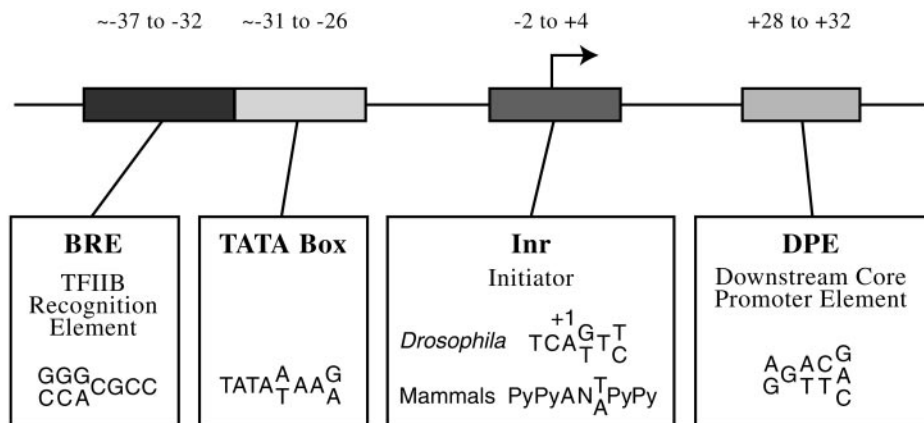 ~-37 to -32 ~-31 to -26 -2 to +4 +28 to +32
BRE
TFIIB
Recognition
Element
GGG
CGCC
CCA
TATA Box
A G
TATA AA
T A
Inr
Initiator
+1
G T
Drosophila TCA T
T C
T
Mammals PyPyAN PyPy
A
DPE
Downstream Core
Promoter Element
A AC G
G A
G TT C